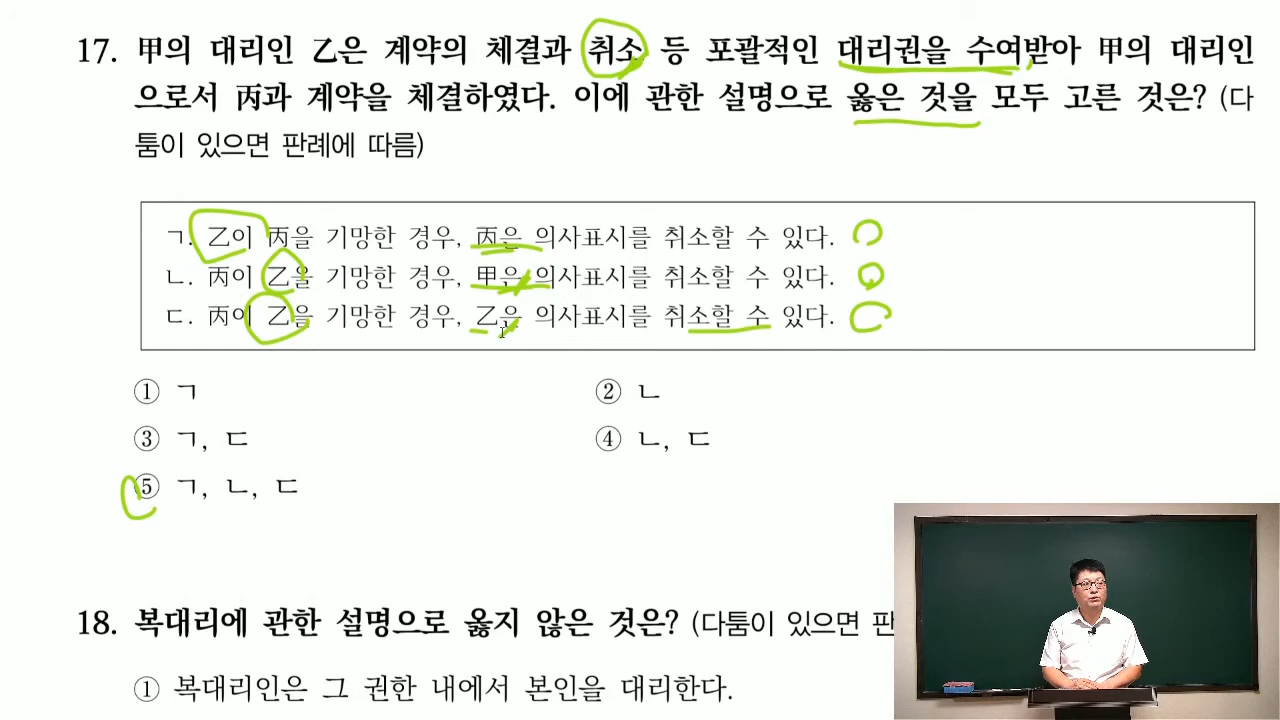 17. 甲의 대리인 乙은 계약의 체결과 취소 등 포괄적인 대리권을 수여받아 甲의 대리인
으로서 丙과 계약을 체결하였다. 이에 관한 설명으로 옳은 것을 모두 고른 것은? (다
툼이 있으면 판례에 따름)
ㄱ. 乙이 丙을 기망한 경우, 丙은 의사표시를 취소할 수 있다.
ㄴ. 丙이 乙을 기망한 경우, 甲은 의사표시를 취소할 수 있다.
ㄷ. 丙이 乙을 기망한 경우, 乙은 의사표시를 취소할 수 있다.
① ㄱ ② ㄴ
③ ㄱ, ㄷ ④ ㄴ, ㄷ
⑤ ㄱ, ㄴ, ㄷ
18. 복대리에 관한 설명으로 옳지 않은 것은? (다툼이 있으면 판
① 복대리인은 그 권한 내에서 본인을 대리한다.